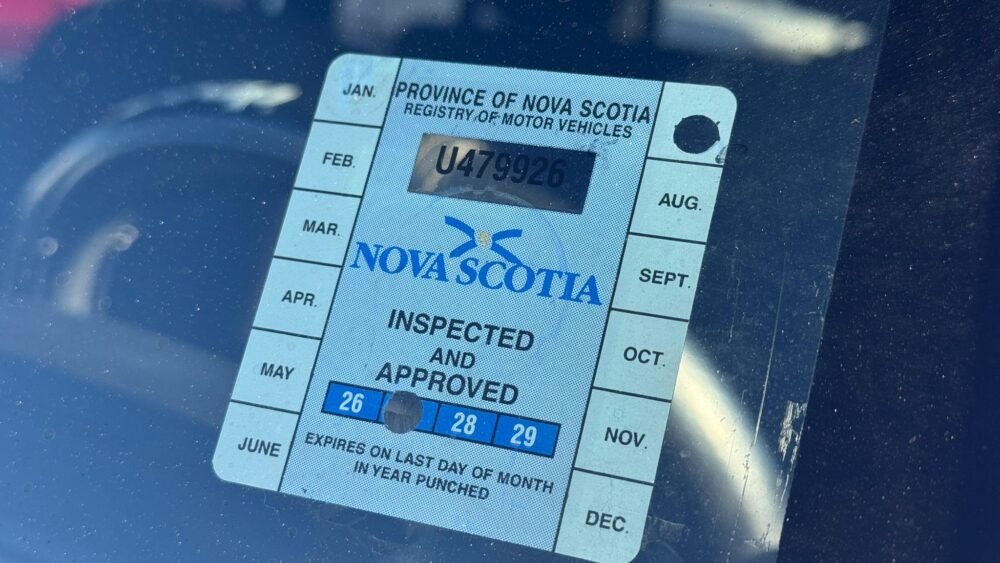 PROVINCE OF NOVA SCOTIA
REGISTRY OF MOTOR VEHICLES
U479926
NOVA SCOTIA
INSPECTED
AND
APPROVED
26 28 29
EXPIRES ON LAST DAY OF MONTH
IN YEAR PUNCHED
JAN.
FEB.
MAR.
APR.
MAY
JUNE
AUG.
SEPT.
OCT.
NOV.
DEC.